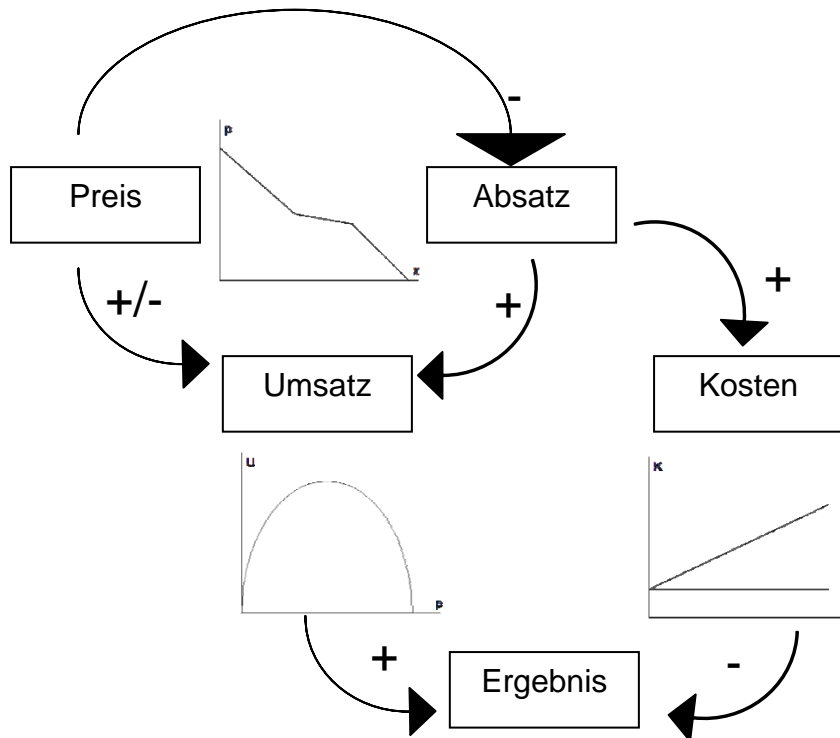 -
p
Preis
Absatz
x
+/-
+
+
Umsatz
Kosten
U
K
p
+
-
Ergebnis